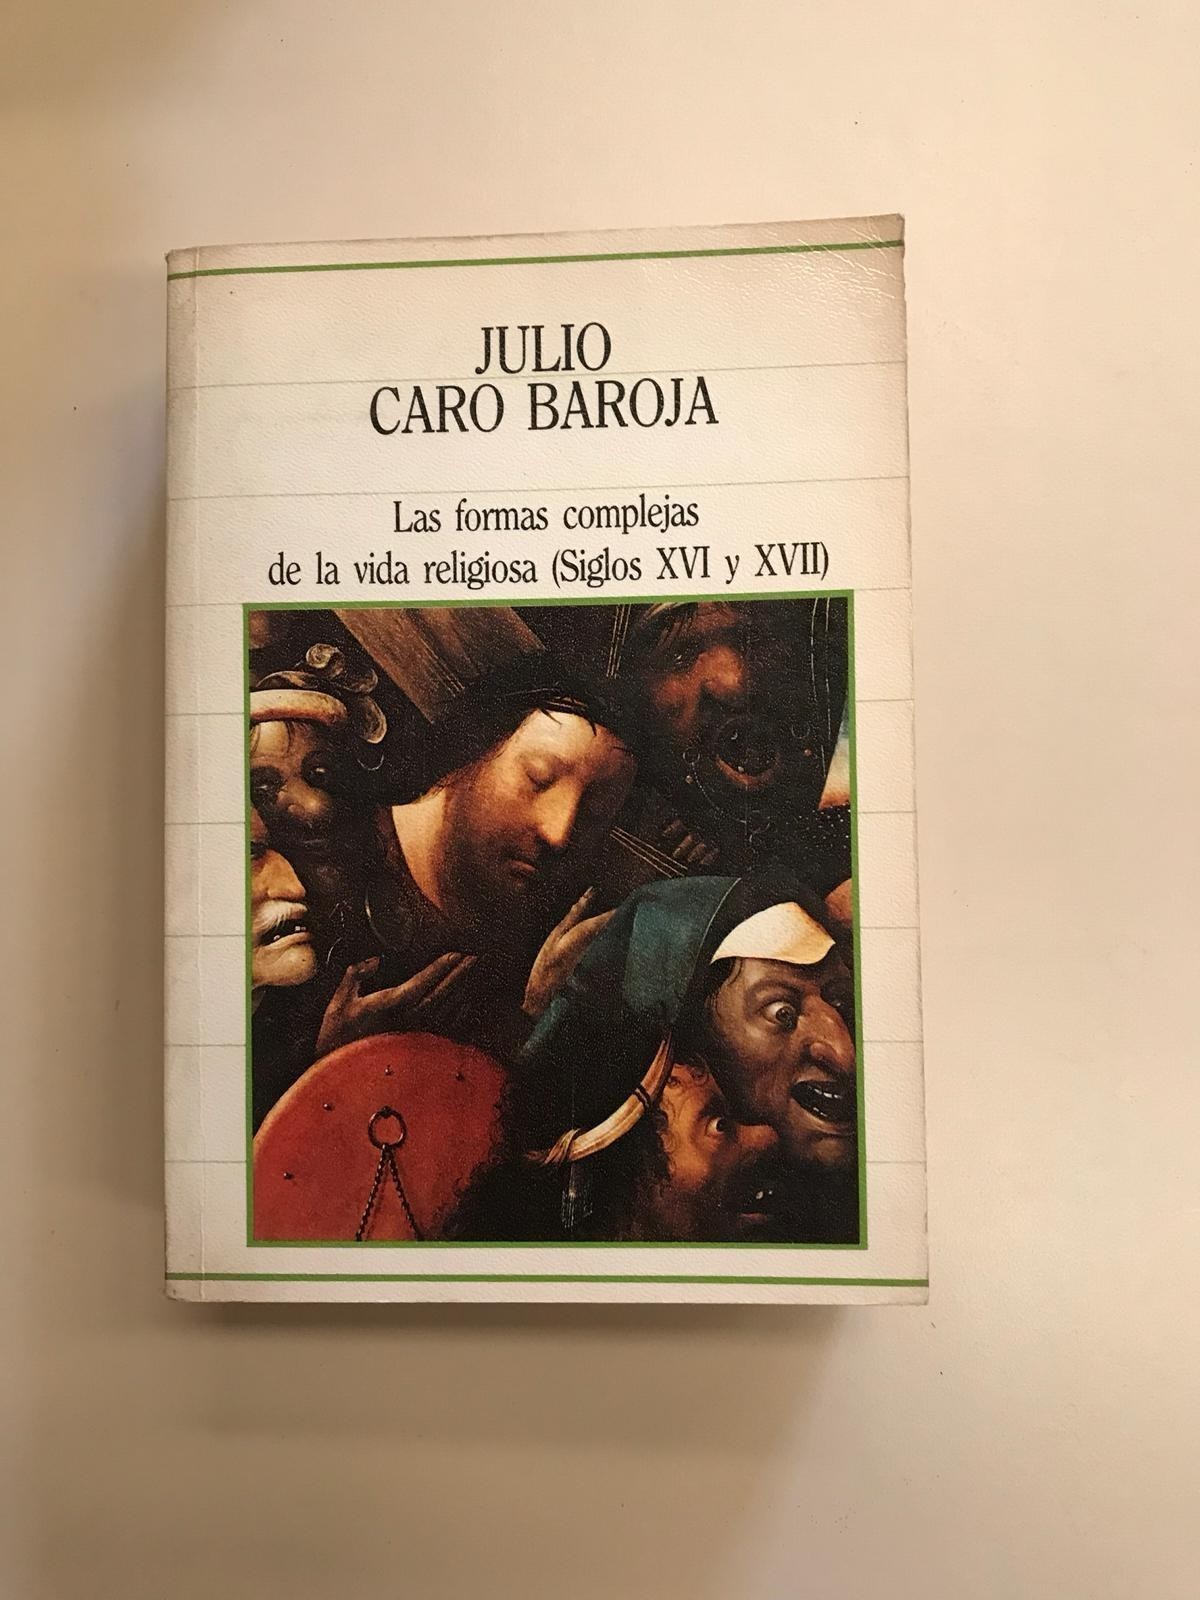 JULIO
CARO BAROJA
Las formas complejas
de la vida religiosa (Siglos XVI y XVII)